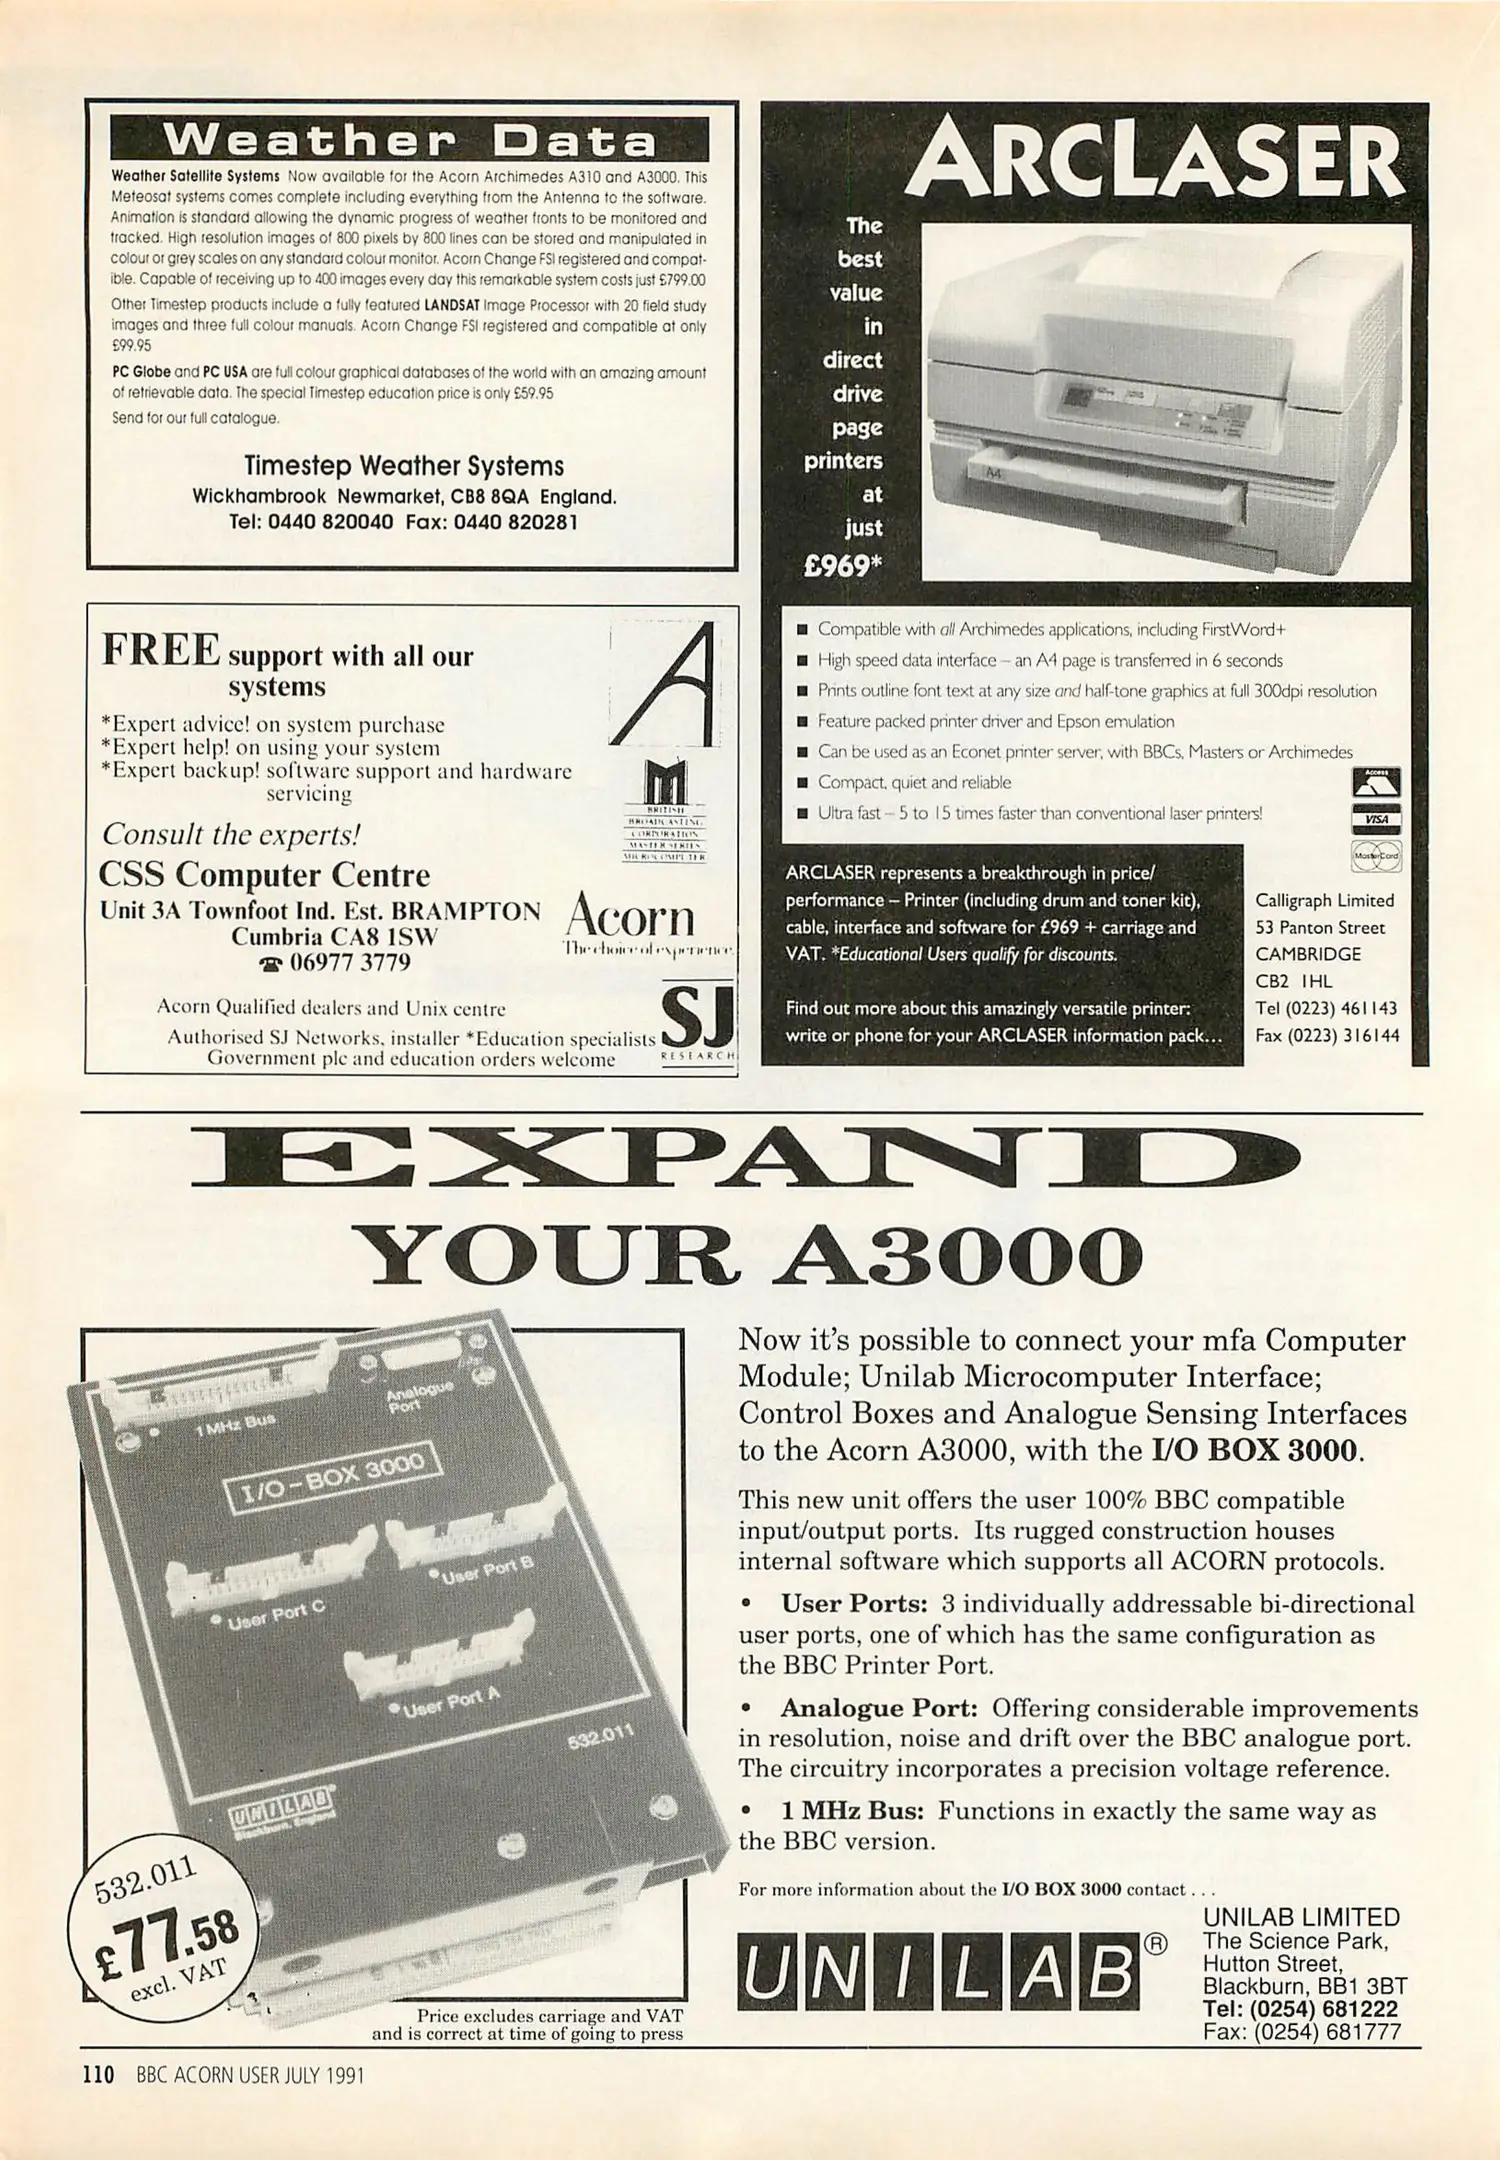 Weather Data
Weather Satellite Systems Now available for the Acorn Archimedes A310 and A3000. This
Meteosat systems comes complete including everything from the Antenna to the software.
Animation is standard allowing the dynamic progress of weather fronts to be monitored and
tracked. High resolution images of 800 pixels by 800 lines can be stored and manipulated in
colour or grey scales on any standard colour monitor. Acorn Change FSI registered and compat-
ible. Capable of receiving up to 400 images every day this remarkable system costs just £799.00
Other Timestep products include a fully featured LANDSAT Image Processor with 20 field study
images and three full colour manuals. Acorn Change FSI registered and compatible at only
£99.95
PC Globe and PC USA are full colour graphical databases of the world with an amazing amount
of retrievable data. The special Timestep education price is only £59.95
Send for our full catalogue.
Timestep Weather Systems
Wickhambrook Newmarket, CB8 8QA England.
Tel: 0440 820040 Fax: 0440 820281
FREE support with all our
systems
*Expert advice! on system purchase
*Expert help! on using your system
*Expert backup! software support and hardware
servicing
Consult the experts!
CSS Computer Centre
Unit 3A Townfoot Ind. Est. BRAMPTON
Cumbria CA8 1SW
☎ 06977 3779
A
M
BRITISH
BROADCASTING
CORPORATION
MASTER SERIES
MICROCOMPUTER
Acorn
The choice of experience.
Acorn Qualified dealers and Unix centre
Authorised SJ Networks, installer *Education specialists
Government plc and education orders welcome
SJ
RESEARCH
ARCLASER
The
best
value
in
direct
drive
page
printers
at
just
£969*
A4
■ Compatible with all Archimedes applications, including FirstWord+
■ High speed data interface – an A4 page is transferred in 6 seconds
■ Prints outline font text at any size and half-tone graphics at full 300dpi resolution
■ Feature packed printer driver and Epson emulation
■ Can be used as an Econet printer server, with BBCs, Masters or Archimedes
■ Compact, quiet and reliable
■ Ultra fast – 5 to 15 times faster than conventional laser printers!
Access
VISA
MasterCard
ARCLASER represents a breakthrough in price/
performance – Printer (including drum and toner kit),
cable, interface and software for £969 + carriage and
VAT. *Educational Users qualify for discounts.
Find out more about this amazingly versatile printer:
write or phone for your ARCLASER information pack...
Calligraph Limited
53 Panton Street
CAMBRIDGE
CB2 1HL
Tel (0223) 461143
Fax (0223) 316144
EXPAND
YOUR A3000
1MHz Bus
Analogue
Port
I/O-BOX 3000
User Port C
User Port B
User Port A
532.011
UNILAB®
Blackburn, England
532.011
£77.58
excl. VAT
Price excludes carriage and VAT
and is correct at time of going to press
Now it's possible to connect your mfa Computer
Module; Unilab Microcomputer Interface;
Control Boxes and Analogue Sensing Interfaces
to the Acorn A3000, with the I/O BOX 3000.
This new unit offers the user 100% BBC compatible
input/output ports. Its rugged construction houses
internal software which supports all ACORN protocols.
• User Ports: 3 individually addressable bi-directional
user ports, one of which has the same configuration as
the BBC Printer Port.
• Analogue Port: Offering considerable improvements
in resolution, noise and drift over the BBC analogue port.
The circuitry incorporates a precision voltage reference.
• 1 MHz Bus: Functions in exactly the same way as
the BBC version.
For more information about the I/O BOX 3000 contact . . .
UNILAB®
UNILAB LIMITED
The Science Park,
Hutton Street,
Blackburn, BB1 3BT
Tel: (0254) 681222
Fax: (0254) 681777
110 BBC ACORN USER JULY 1991